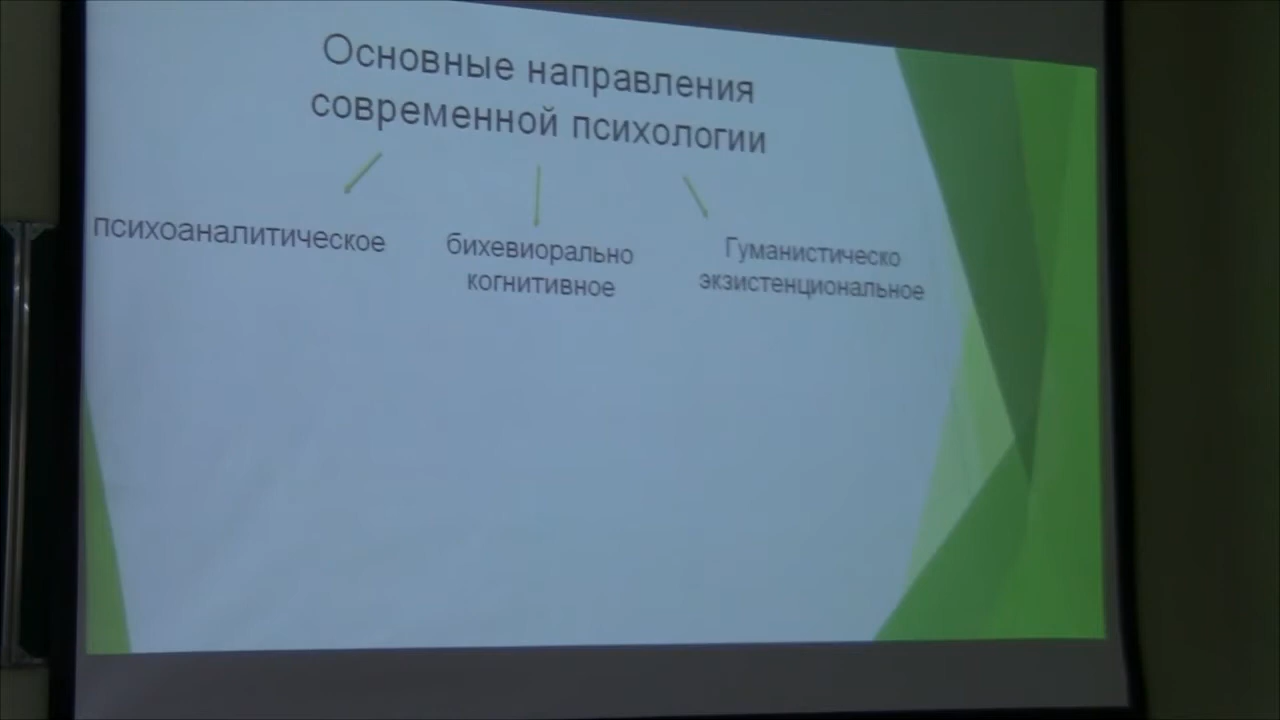 Основные направления
современной психологии
психоаналитическое
бихевиорально
когнитивное
Гуманистическо
экзистенциональное